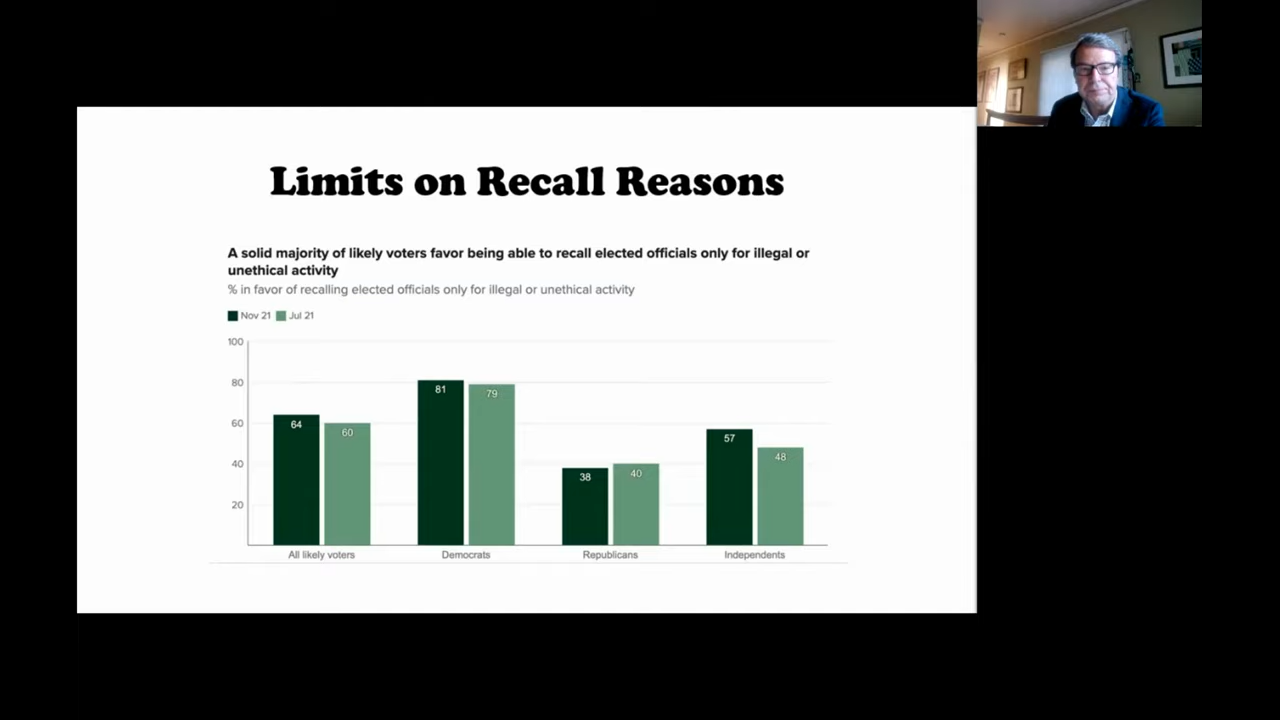 Limits on Recall Reasons
A solid majority of likely voters favor being able to recall elected officials only for illegal or
unethical activity
% in favor of recalling elected officials only for illegal or unethical activity
Nov 21 Jul 21
100
80
60
40
20
64 60
81 79
38 40
57 48
All likely voters Democrats Republicans Independents